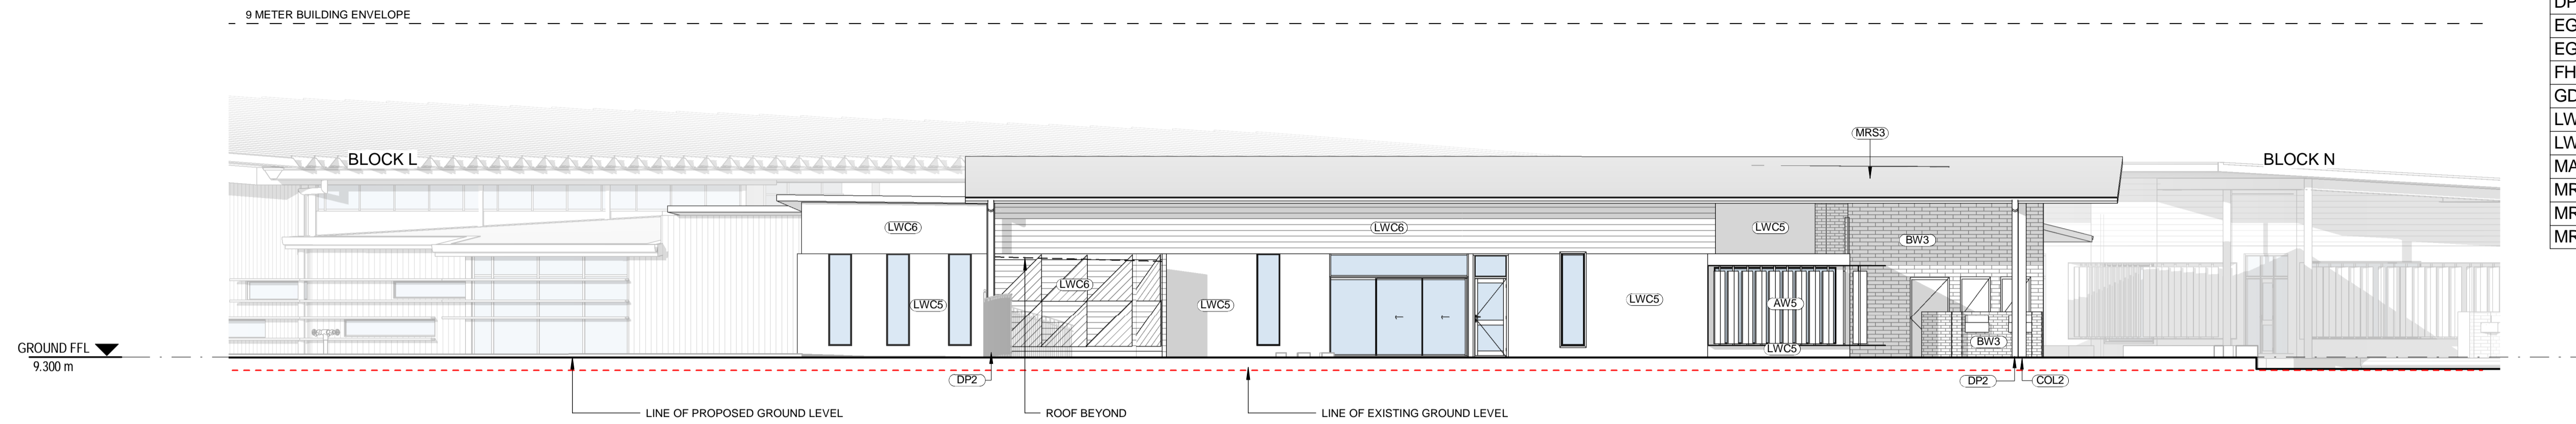 9 METER BUILDING ENVELOPE
DP
EG
EG
FH
GD
LW
LW
MA
MR
MR
MR
MRS3
BLOCK L
BLOCK N
LWC6
LWC6
LWC5
BW3
LWC6
LWC5
LWC5
LWC5
AW5
BW3
LWC5
GROUND FFL
9.300 m
DP2
DP2
COL2
LINE OF PROPOSED GROUND LEVEL
ROOF BEYOND
LINE OF EXISTING GROUND LEVEL